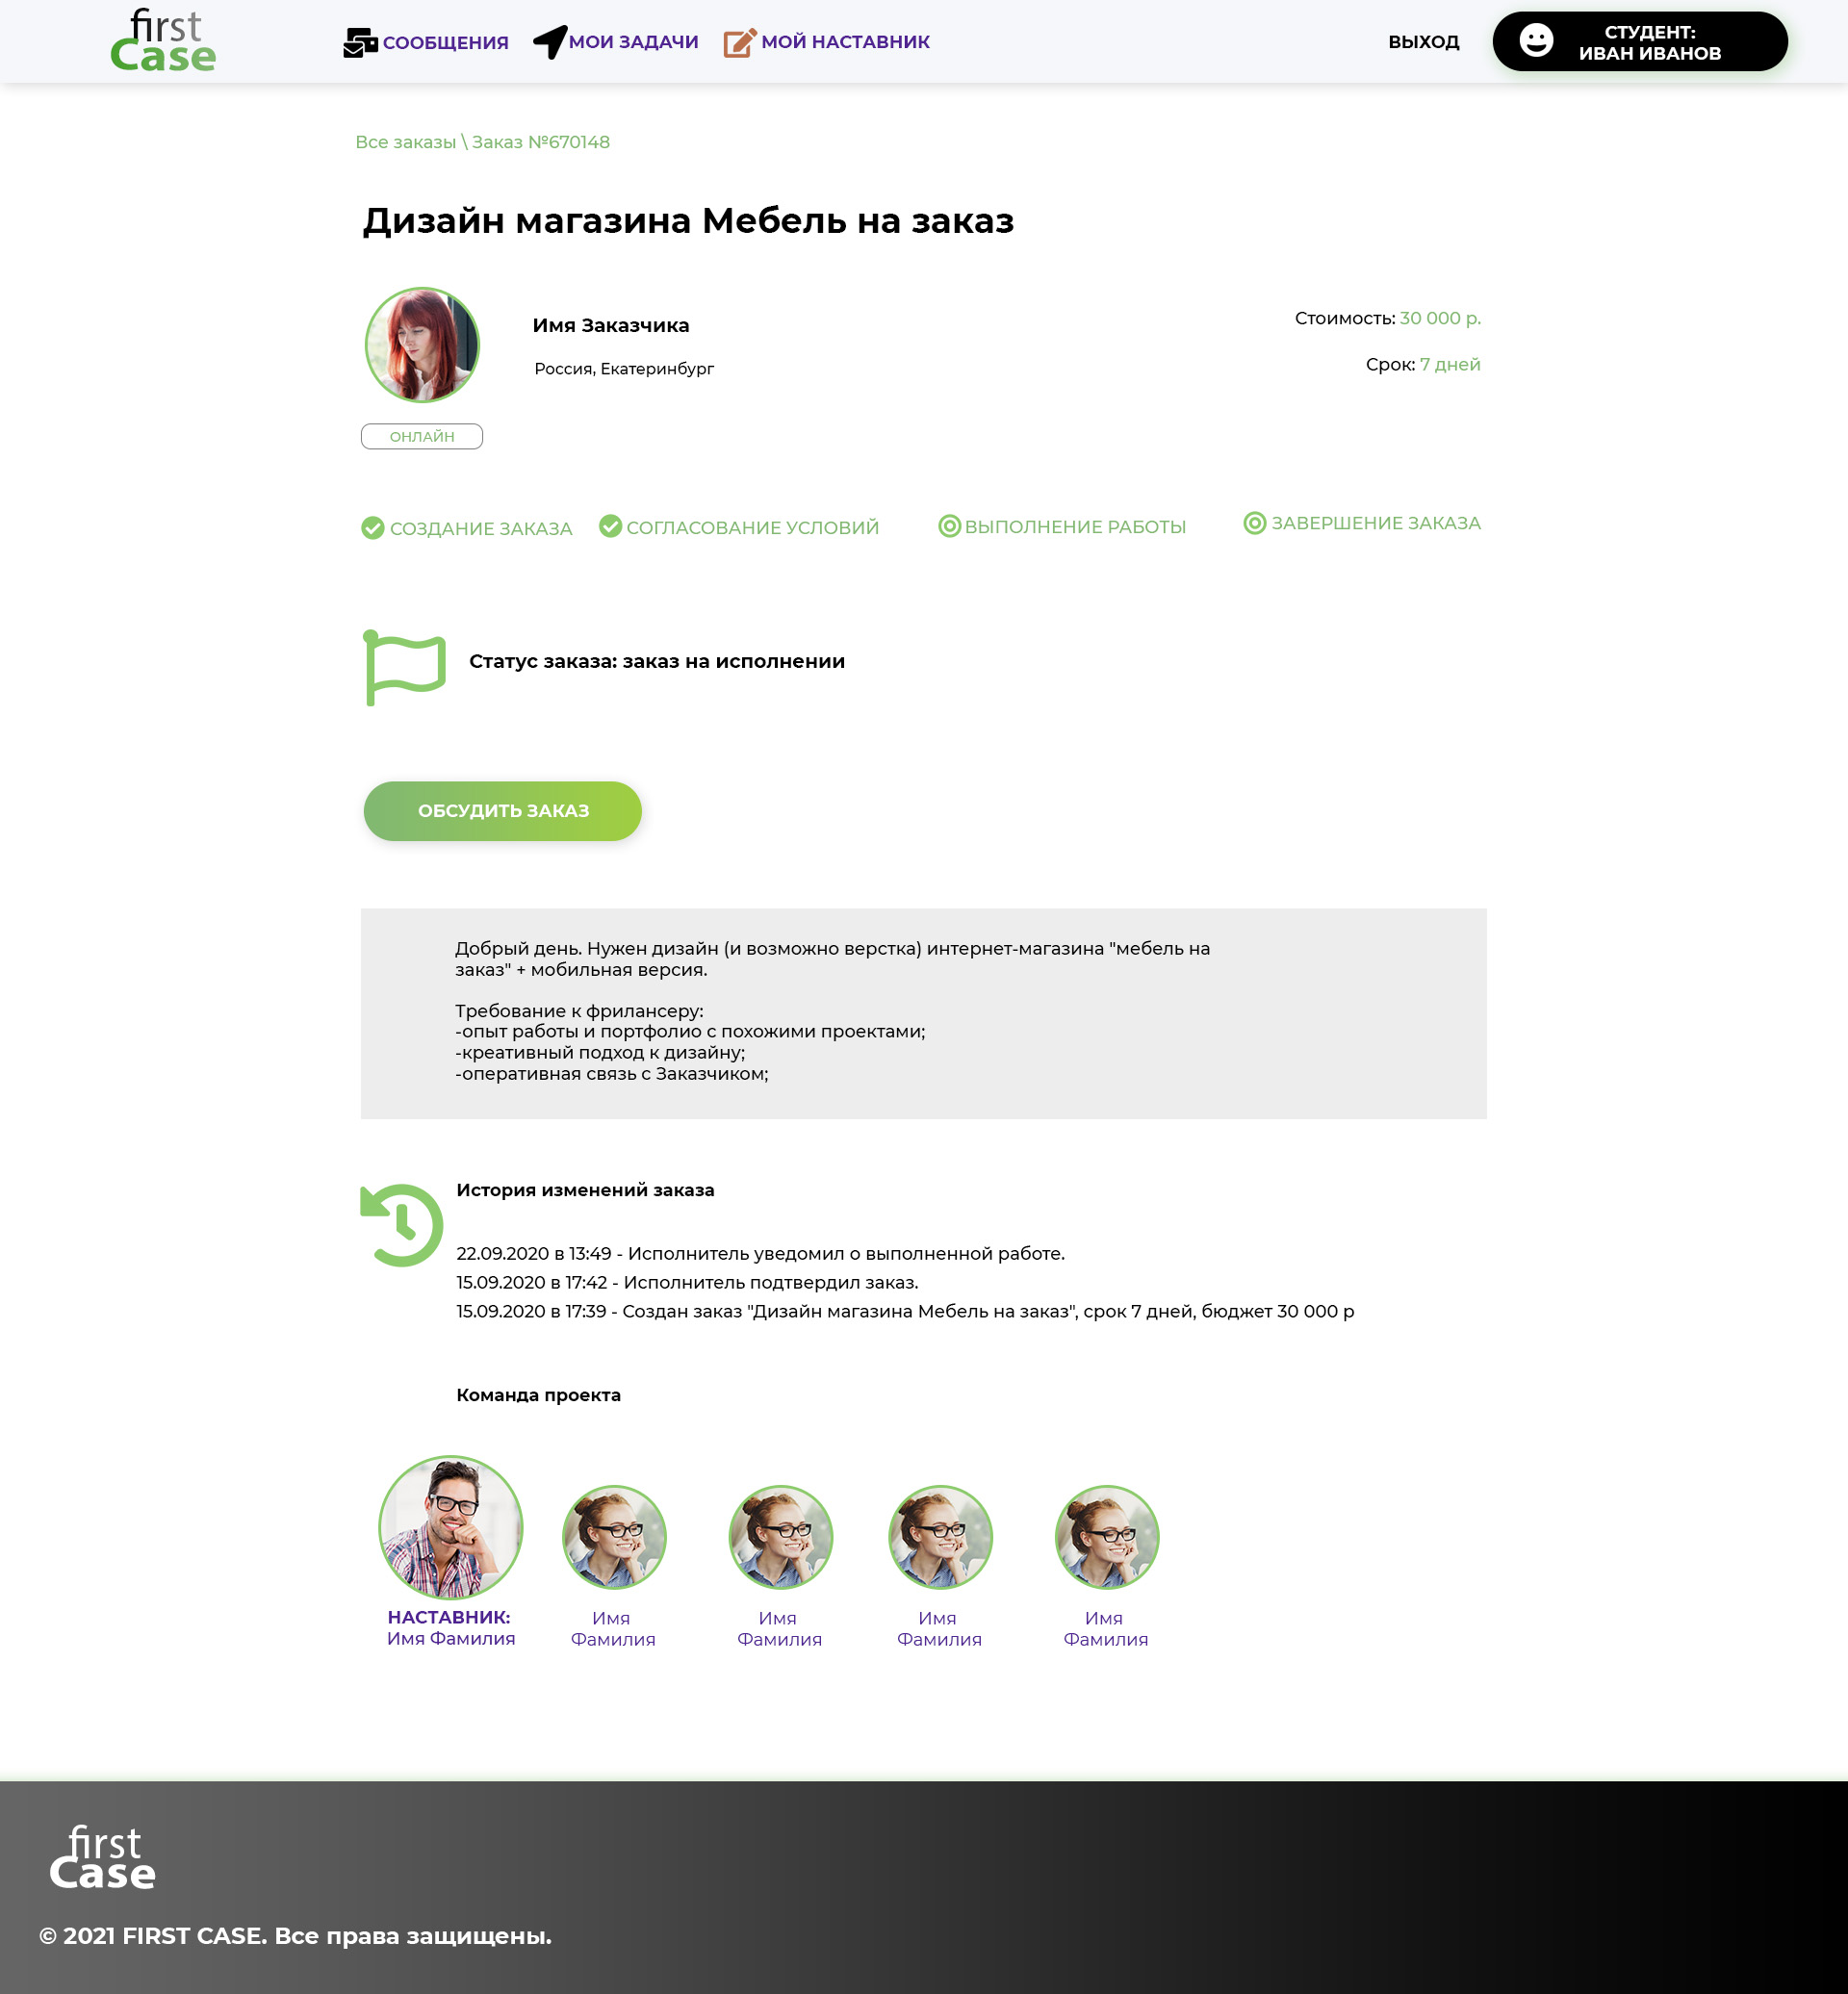 first
Case
СООБЩЕНИЯ
МОИ ЗАДАЧИ
МОЙ НАСТАВНИК
ВЫХОД
СТУДЕНТ:
ИВАН ИВАНОВ
Все заказы \ Заказ №670148
Дизайн магазина Мебель на заказ
Имя Заказчика
Россия, Екатеринбург
Стоимость: 30 000 р.
Срок: 7 дней
ОНЛАЙН
СОЗДАНИЕ ЗАКАЗА
СОГЛАСОВАНИЕ УСЛОВИЙ
ВЫПОЛНЕНИЕ РАБОТЫ
ЗАВЕРШЕНИЕ ЗАКАЗА
Статус заказа: заказ на исполнении
ОБСУДИТЬ ЗАКАЗ
Добрый день. Нужен дизайн (и возможно верстка) интернет-магазина "мебель на
заказ" + мобильная версия.
Требование к фрилансеру:
-опыт работы и портфолио с похожими проектами;
-креативный подход к дизайну;
-оперативная связь с Заказчиком;
История изменений заказа
22.09.2020 в 13:49 - Исполнитель уведомил о выполненной работе.
15.09.2020 в 17:42 - Исполнитель подтвердил заказ.
15.09.2020 в 17:39 - Создан заказ "Дизайн магазина Мебель на заказ", срок 7 дней, бюджет 30 000 р
Команда проекта
НАСТАВНИК:
Имя Фамилия
Имя
Фамилия
Имя
Фамилия
Имя
Фамилия
Имя
Фамилия
first
Case
© 2021 FIRST CASE. Все права защищены.